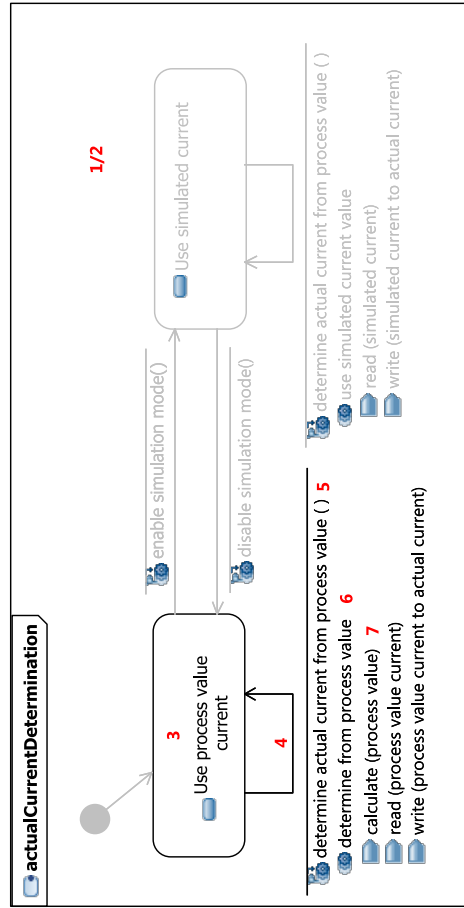 actualCurrentDetermination
1/2
enable simulation mode()
Use process value
current
3
Use simulated current
disable simulation mode()
4
determine actual current from process value ( ) 5
determine from process value 6
calculate (process value) 7
read (process value current)
write (process value current to actual current)
determine actual current from process value ( )
use simulated current value
read (simulated current)
write (simulated current to actual current)